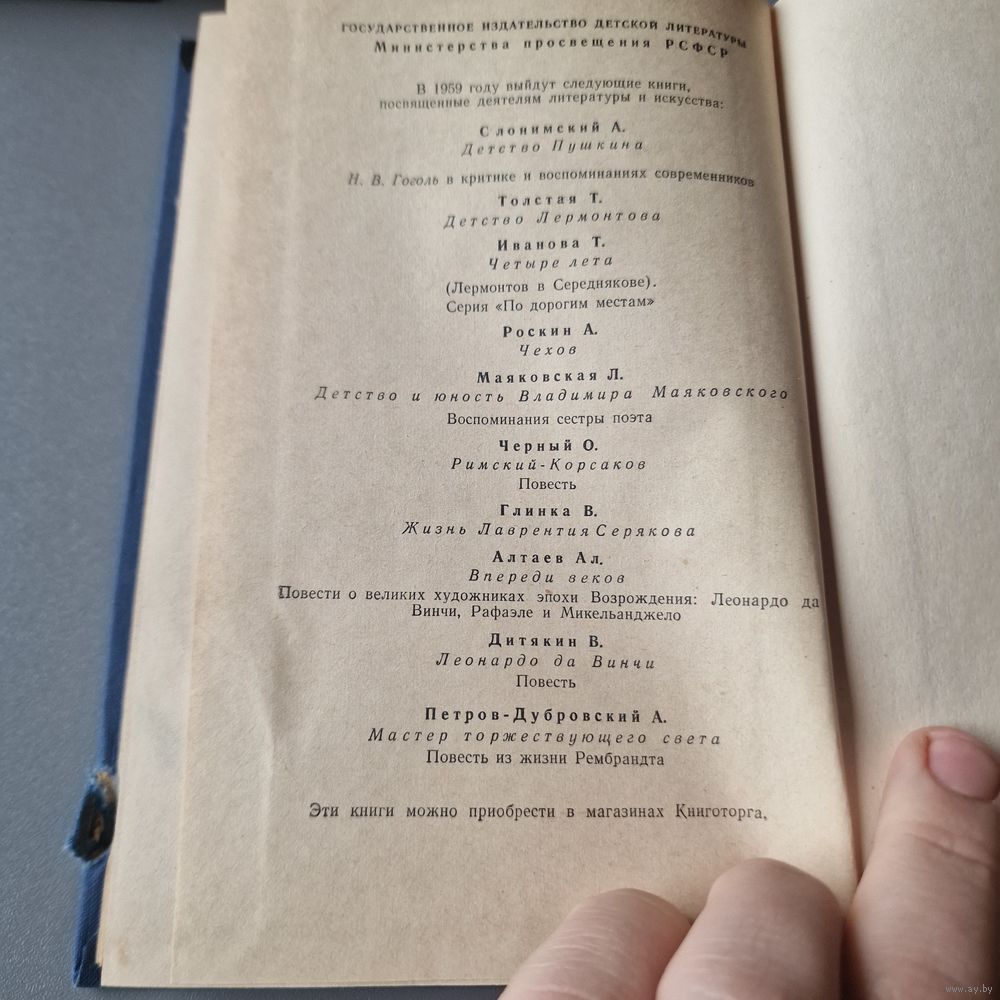 ГОСУДАРСТВЕННОЕ ИЗДАТЕЛЬСТВО ДЕТСКОЙ ЛИТЕРАТУРЫ
Министерства просвещения РСФСР
В 1959 году выйдут следующие книги,
посвященные деятелям литературы и искусства:
Слонимский А.
Детство Пушкина
Н. В. Гоголь в критике и воспоминаниях современников
Толстая Т.
Детство Лермонтова
Иванова Т.
Четыре лета
(Лермонтов в Середнякове).
Серия «По дорогим местам»
Роскин А.
Чехов
Маяковская Л.
Детство и юность Владимира Маяковского
Воспоминания сестры поэта
Черный О.
Римский-Корсаков
Повесть
Глинка В.
Жизнь Лаврентия Серякова
Алтаев Ал.
Впереди веков
Повести о великих художниках эпохи Возрождения: Леонардо да
Винчи, Рафаэле и Микельанджело
Дитякин В.
Леонардо да Винчи
Повесть
Петров-Дубровский А.
Мастер торжествующего света
Повесть из жизни Рембрандта
Эти книги можно приобрести в магазинах Книготорга.
www.ay.by